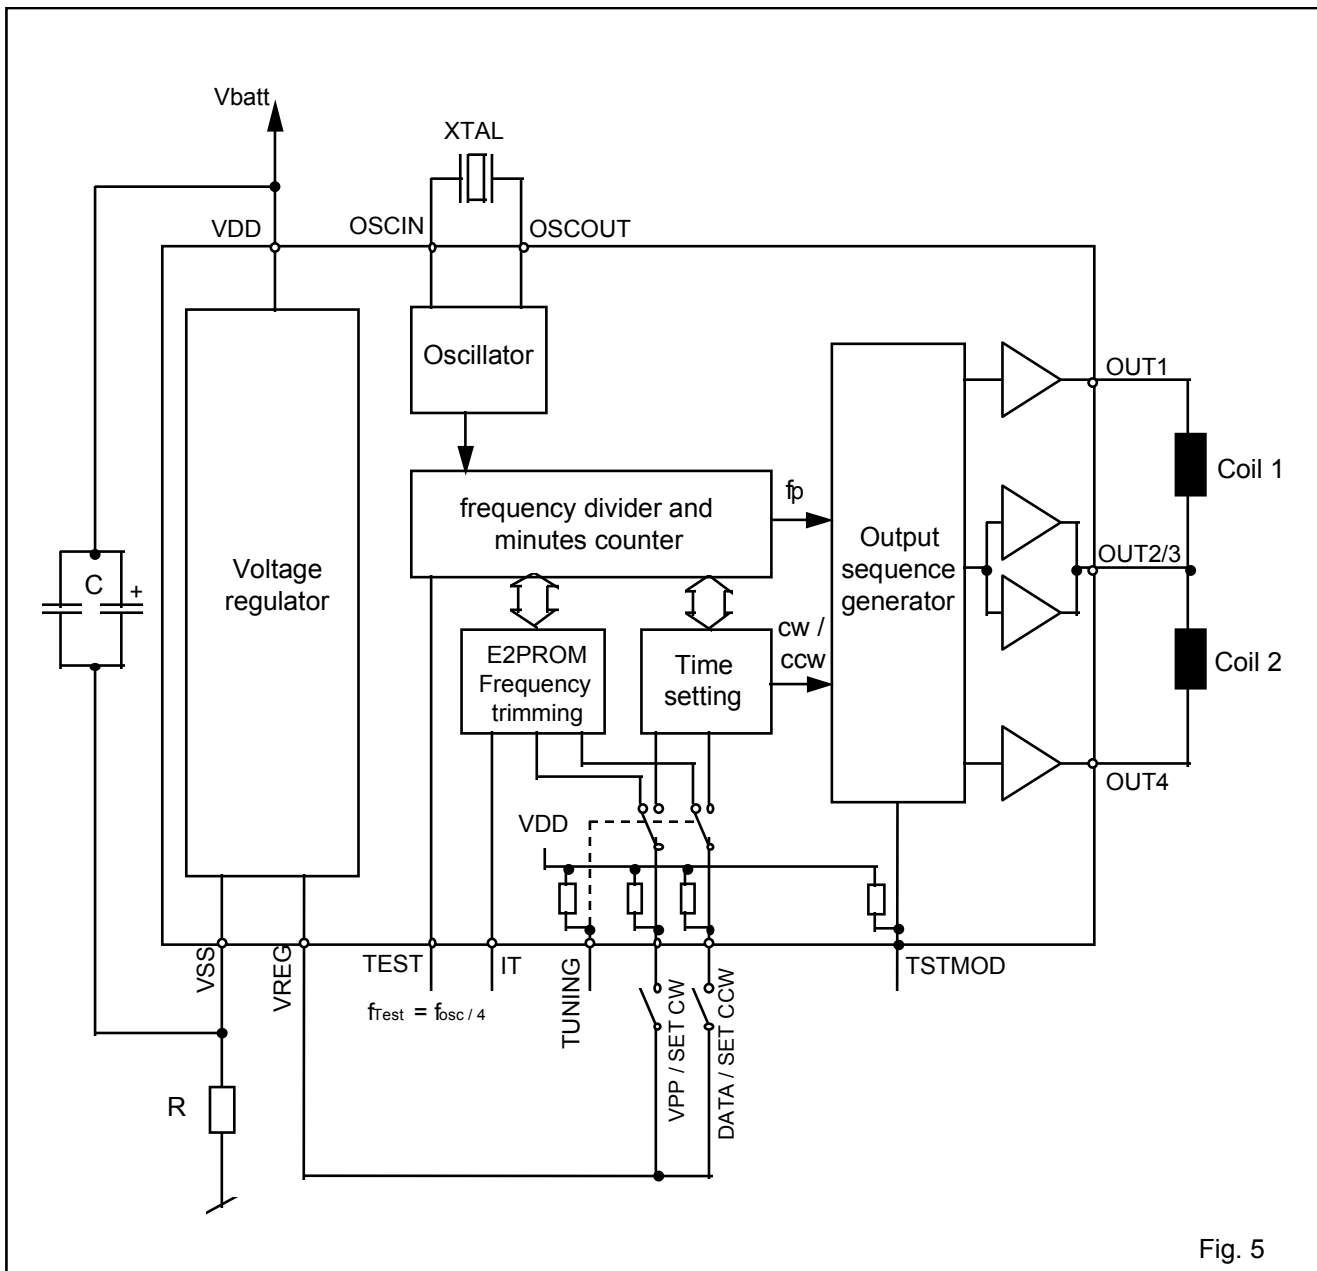 Vbatt
XTAL
VDD
OSCIN
OSCOUT
Oscillator
OUT1
Coil 1
frequency divider and
minutes counter
fp
Voltage
regulator
Output
sequence
generator
OUT2/3
C
+
E2PROM
Frequency
trimming
Time
setting
cw /
ccw
Coil 2
OUT4
VDD
VSS
VREG
TEST
IT
TUNING
VPP / SET CW
DATA / SET CCW
TSTMOD
fTest = fosc / 4
R
Fig. 5